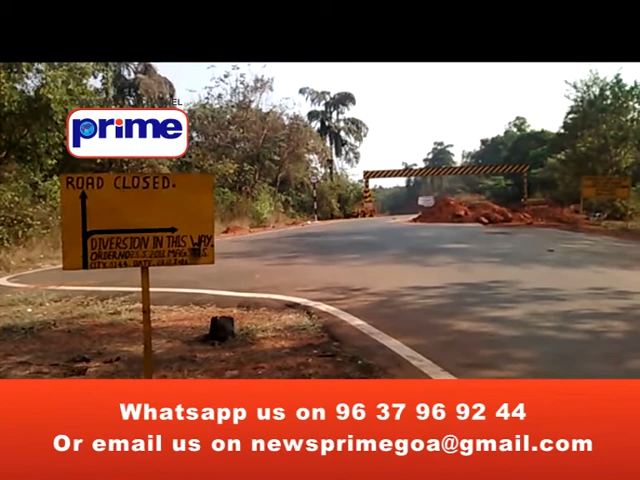 prime
ROAD CLOSED.
DIVERSION IN THIS WAY.
Whatsapp us on 96 37 96 92 44
Or email us on newsprimegoa@gmail.com